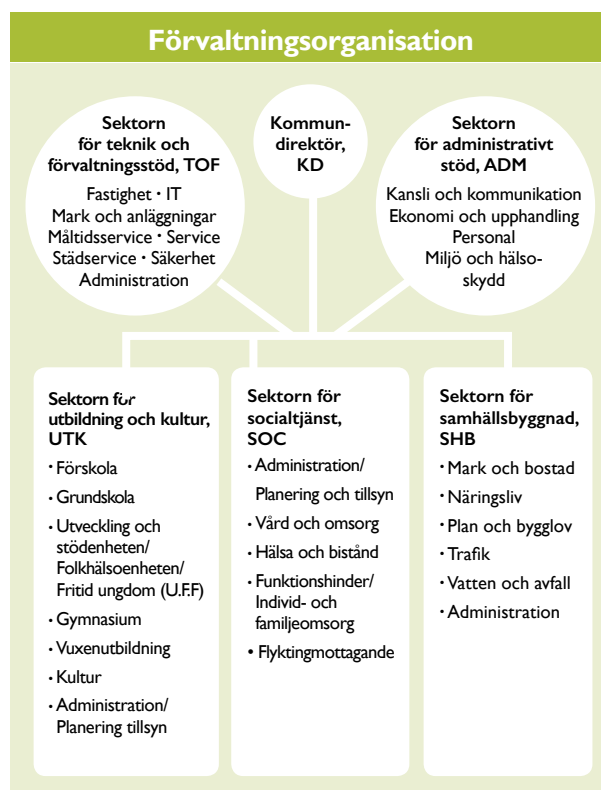 Förvaltningsorganisation
Sektorn
för teknik och
förvaltningsstöd, TOF
Fastighet · IT
Mark och anläggningar
Måltidsservice · Service
Städservice · Säkerhet
Administration
Kommun-
direktör,
KD
Sektorn
för administrativt
stöd, ADM
Kansli och kommunikation
Ekonomi och upphandling
Personal
Miljö och hälso-
skydd
Sektorn för
utbildning och kultur,
UTK
· Förskola
· Grundskola
· Utveckling och
stödenheten/
Folkhälsoenheten/
Fritid ungdom (U.F.F)
· Gymnasium
· Vuxenutbildning
· Kultur
· Administration/
Planering tillsyn
Sektorn för
socialtjänst,
SOC
· Administration/
Planering och tillsyn
· Vård och omsorg
· Hälsa och bistånd
· Funktionshinder/
Individ- och
familjeomsorg
• Flyktingmottagande
Sektorn för
samhällsbyggnad,
SHB
· Mark och bostad
· Näringsliv
· Plan och bygglov
· Trafik
· Vatten och avfall
· Administration